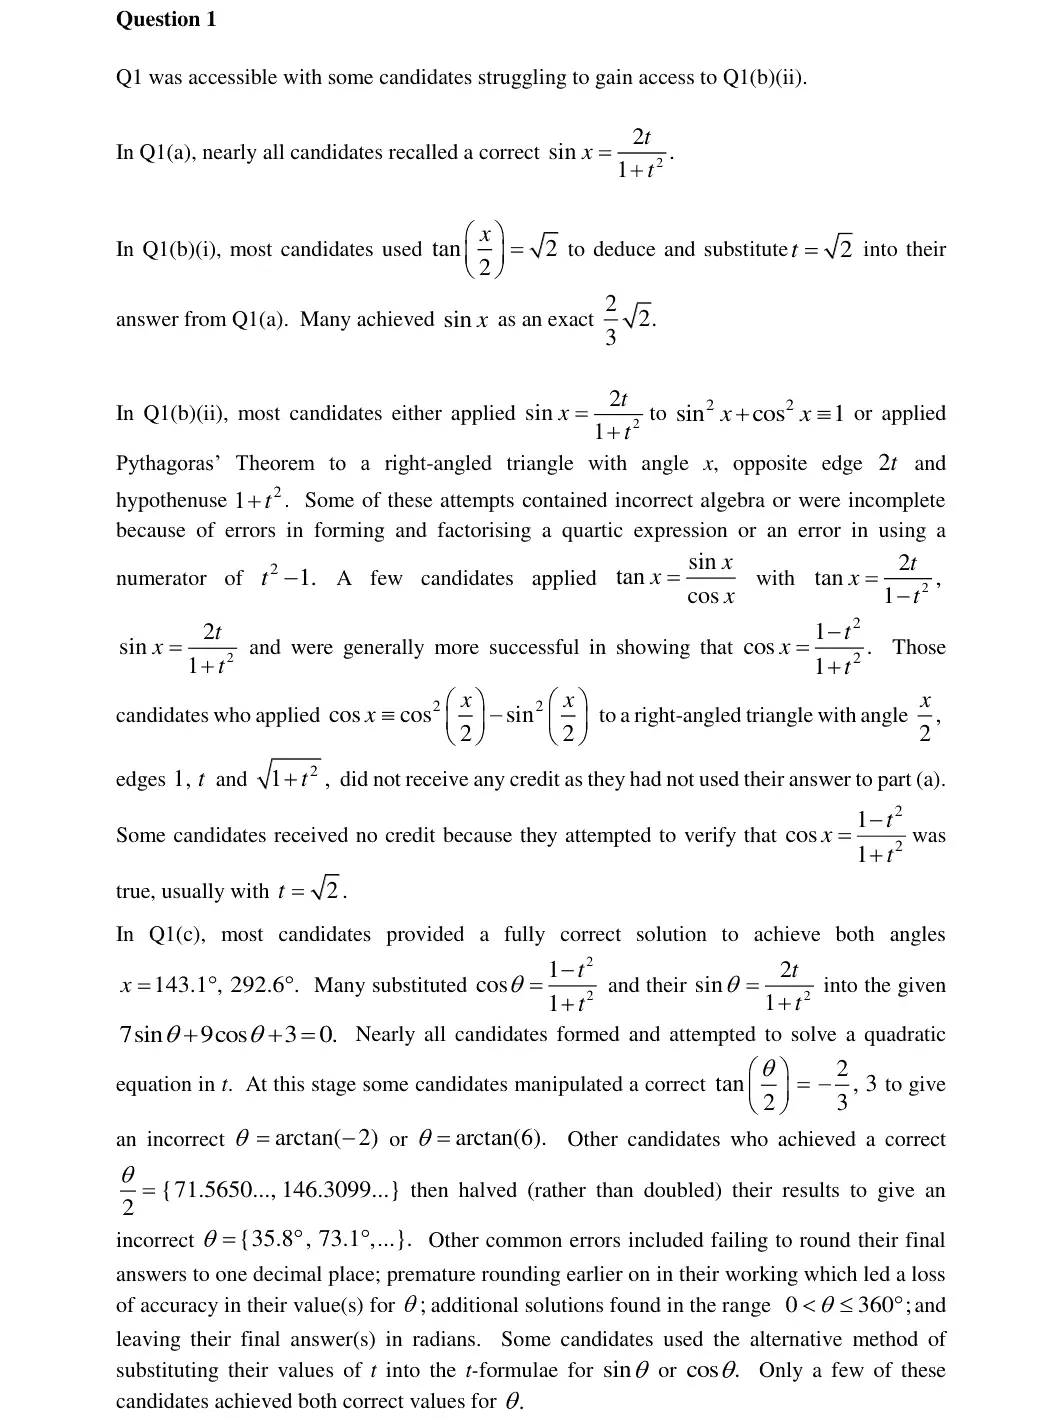 Question 1
Q1 was accessible with some candidates struggling to gain access to Q1(b)(ii).
In Q1(a), nearly all candidates recalled a correct sin x = 2t/(1+t²).
In Q1(b)(i), most candidates used tan(x/2) = √2 to deduce and substitute t = √2 into their
answer from Q1(a). Many achieved sin x as an exact 2/3 √2.
In Q1(b)(ii), most candidates either applied sin x = 2t/(1+t²) to sin² x + cos² x ≡ 1 or applied
Pythagoras’ Theorem to a right-angled triangle with angle x, opposite edge 2t and
hypothenuse 1+t². Some of these attempts contained incorrect algebra or were incomplete
because of errors in forming and factorising a quartic expression or an error in using a
numerator of t² −1. A few candidates applied tan x = sin x/cos x with tan x = 2t/(1−t²),
sin x = 2t/(1+t²) and were generally more successful in showing that cos x = (1−t²)/(1+t²). Those
candidates who applied cos x ≡ cos²(x/2) − sin²(x/2) to a right-angled triangle with angle x/2,
edges 1, t and √(1+t²), did not receive any credit as they had not used their answer to part (a).
Some candidates received no credit because they attempted to verify that cos x = (1−t²)/(1+t²) was
true, usually with t = √2.
In Q1(c), most candidates provided a fully correct solution to achieve both angles
x = 143.1°, 292.6°. Many substituted cos θ = (1−t²)/(1+t²) and their sin θ = 2t/(1+t²) into the given
7 sin θ + 9 cos θ + 3 = 0. Nearly all candidates formed and attempted to solve a quadratic
equation in t. At this stage some candidates manipulated a correct tan(θ/2) = −2/3, 3 to give
an incorrect θ = arctan(−2) or θ = arctan(6). Other candidates who achieved a correct
θ/2 = {71.5650..., 146.3099...} then halved (rather than doubled) their results to give an
incorrect θ = {35.8°, 73.1°,...}. Other common errors included failing to round their final
answers to one decimal place; premature rounding earlier on in their working which led a loss
of accuracy in their value(s) for θ; additional solutions found in the range 0 < θ ≤ 360°; and
leaving their final answer(s) in radians. Some candidates used the alternative method of
substituting their values of t into the t-formulae for sin θ or cos θ. Only a few of these
candidates achieved both correct values for θ.